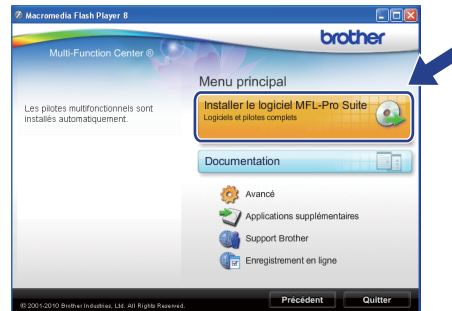 Macromedia Flash Player 8
brother
Multi-Function Center ®
Menu principal
Les pilotes multifonctionnels sont
installés automatiquement.
Installer le logiciel MFL-Pro Suite
Logiciels et pilotes complets
Documentation
Avancé
Applications supplémentaires
Support Brother
Enregistrement en ligne
© 2001-2010 Brother Industries, Ltd. All Rights Reserved.
Précédent
Quitter